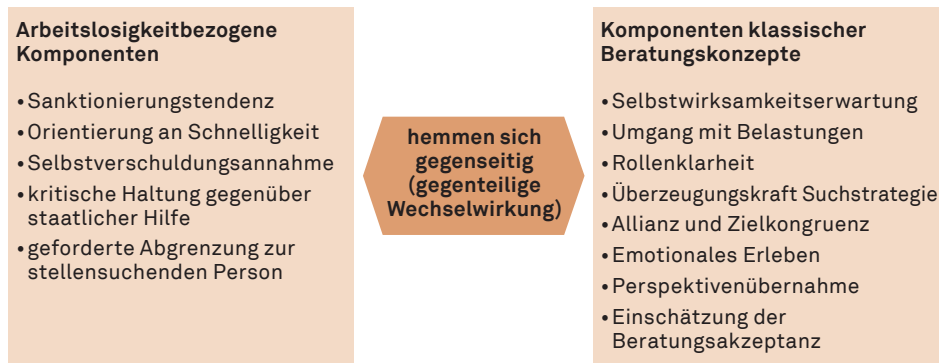 Arbeitslosigkeitbezogene
Komponenten
• Sanktionierungstendenz
• Orientierung an Schnelligkeit
• Selbstverschuldungsannahme
• kritische Haltung gegenüber
staatlicher Hilfe
• geforderte Abgrenzung zur
stellensuchenden Person
hemmen sich
gegenseitig
(gegenteilige
Wechselwirkung)
Komponenten klassischer
Beratungskonzepte
• Selbstwirksamkeitserwartung
• Umgang mit Belastungen
• Rollenklarheit
• Überzeugungskraft Suchstrategie
• Allianz und Zielkongruenz
• Emotionales Erleben
• Perspektivenübernahme
• Einschätzung der
Beratungsakzeptanz